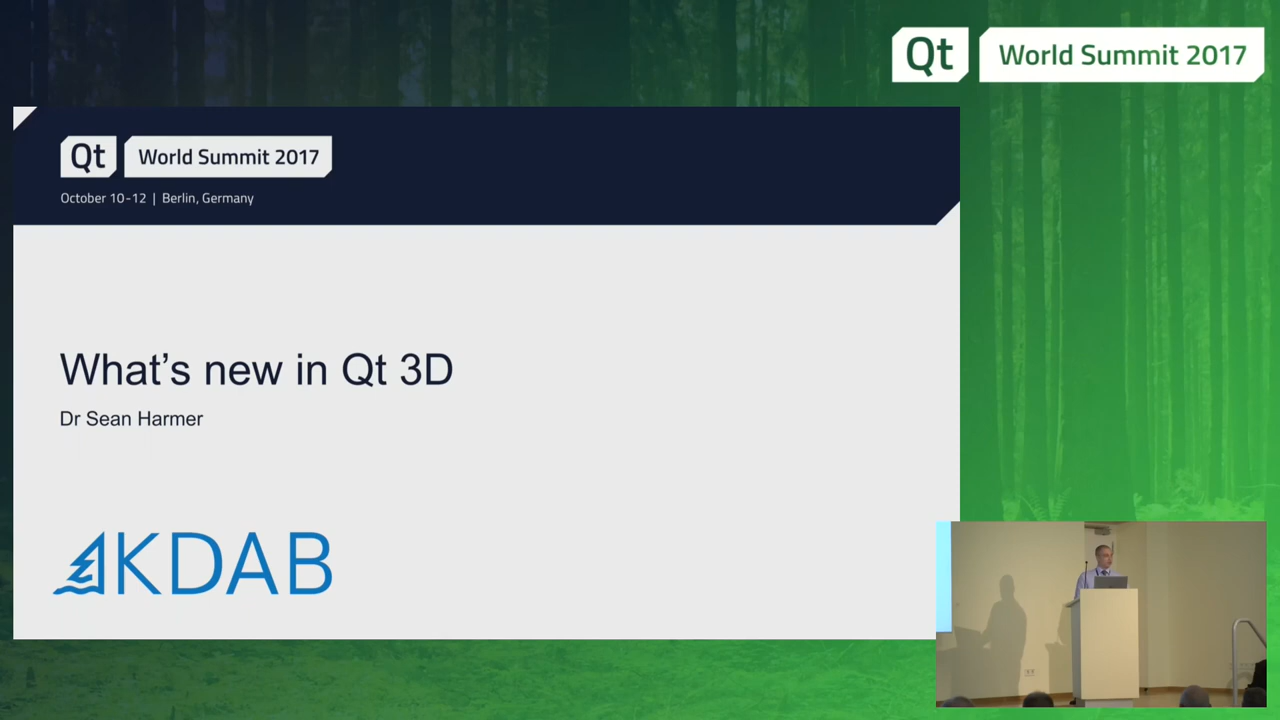 Qt World Summit 2017
Qt World Summit 2017
October 10-12 | Berlin, Germany
What's new in Qt 3D
Dr Sean Harmer
KDAB